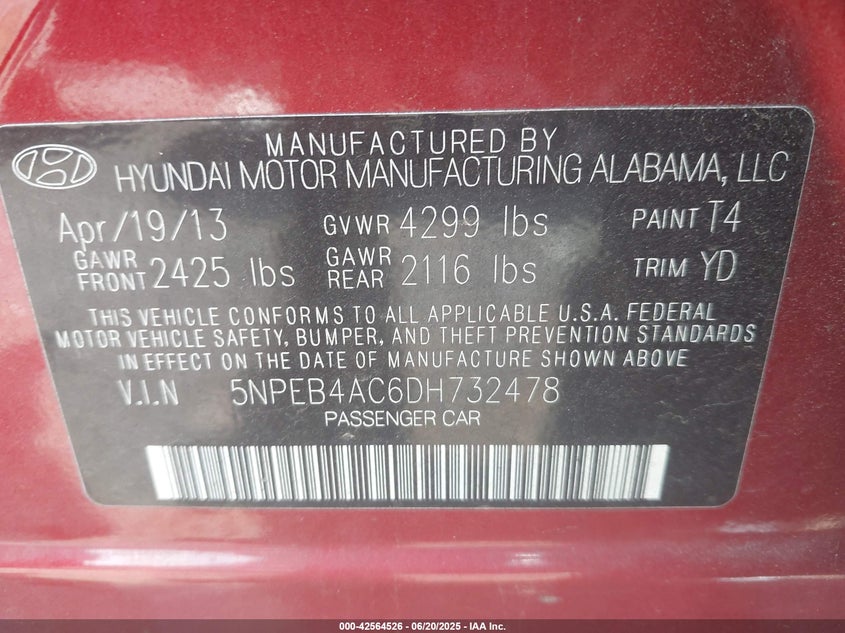 MANUFACTURED BY
HYUNDAI MOTOR MANUFACTURING ALABAMA, LLC
Apr/19/13 GVWR 4299 lbs PAINT T4
GAWR FRONT 2425 lbs GAWR REAR 2116 lbs TRIM YD
THIS VEHICLE CONFORMS TO ALL APPLICABLE U.S.A. FEDERAL
MOTOR VEHICLE SAFETY, BUMPER, AND THEFT PREVENTION STANDARDS
IN EFFECT ON THE DATE OF MANUFACTURE SHOWN ABOVE
V.I.N 5NPEB4AC6DH732478
PASSENGER CAR
000-42564526 - 06/20/2025 - IAA Inc.